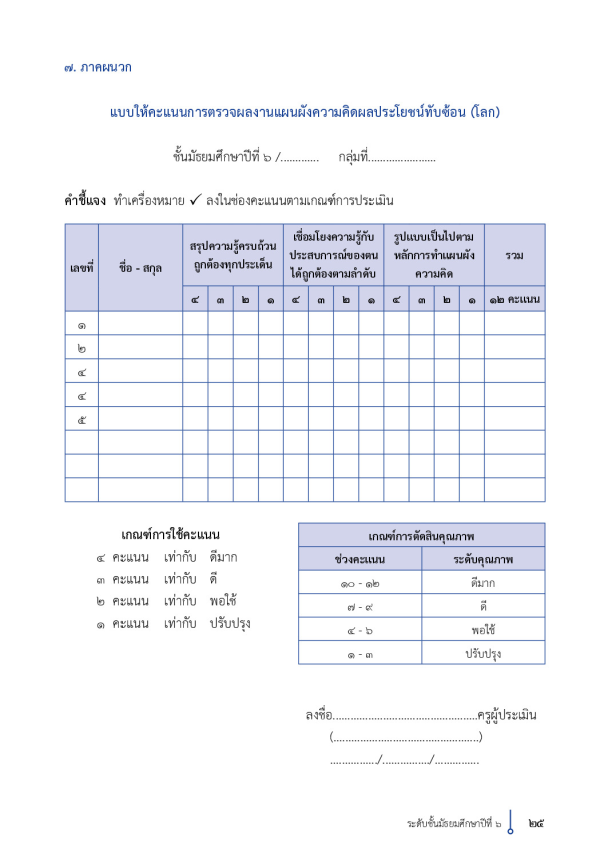 ๗. ภาคผนวก
แบบให้คะแนนการตรวจผลงานแผนผังความคิดผลประโยชน์ทับซ้อน (โลก)
ชั้นมัธยมศึกษาปีที่ ๖ /............ กลุ่มที่......................
คำชี้แจง ทำเครื่องหมาย ✓ ลงในช่องคะแนนตามเกณฑ์การประเมิน
เลขที่ ชื่อ - สกุล สรุปความรู้ครบถ้วน ถูกต้องทุกประเด็น เชื่อมโยงความรู้กับ ประสบการณ์ของตน ได้ถูกต้องตามลำดับ รูปแบบเป็นไปตาม หลักการทำแผนผัง ความคิด รวม
๔ ๓ ๒ ๑ ๔ ๓ ๒ ๑ ๔ ๓ ๒ ๑ ๑๒ คะแนน
๑
๒
๔
๔
๕
เกณฑ์การใช้คะแนน
๔ คะแนน เท่ากับ ดีมาก
๓ คะแนน เท่ากับ ดี
๒ คะแนน เท่ากับ พอใช้
๑ คะแนน เท่ากับ ปรับปรุง
เกณฑ์การตัดสินคุณภาพ
ช่วงคะแนน ระดับคุณภาพ
๑๐ - ๑๒ ดีมาก
๗ - ๙ ดี
๔ - ๖ พอใช้
๑ - ๓ ปรับปรุง
ลงชื่อ................................................ครูผู้ประเมิน
(................................................)
................/................/...............
ระดับชั้นมัธยมศึกษาปีที่ ๖ ๒๕